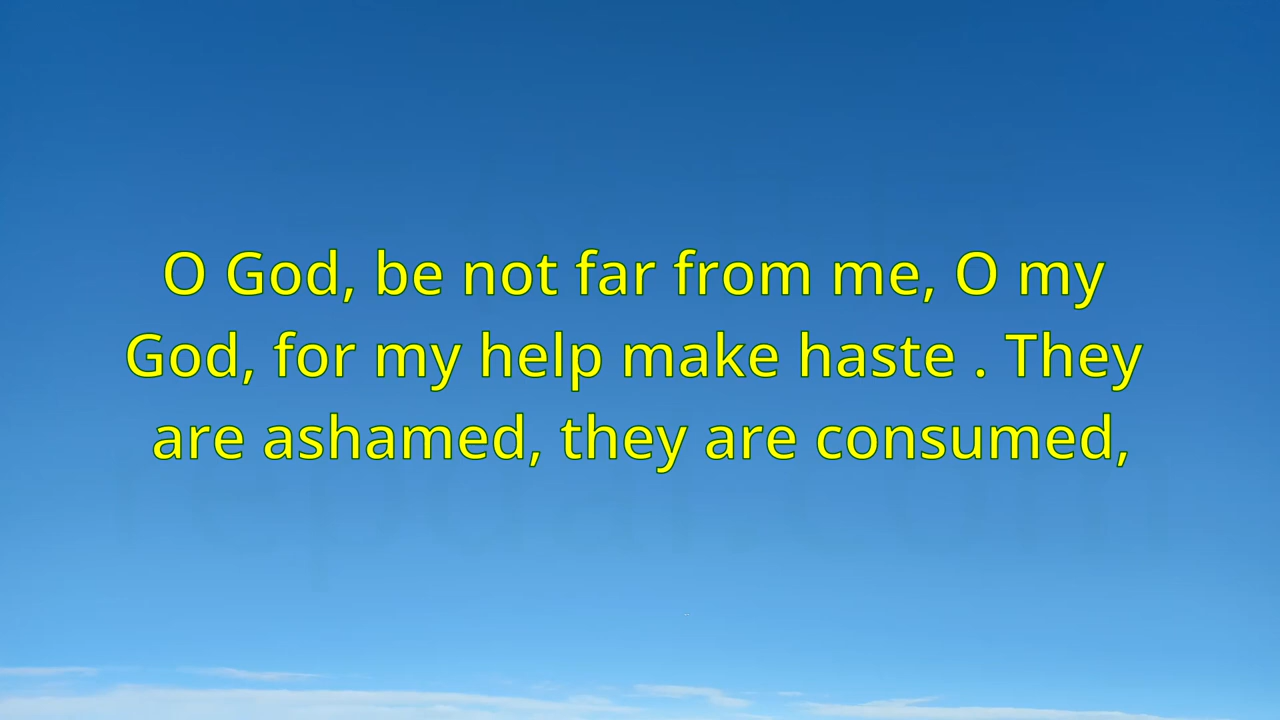 O God, be not far from me, O my
God, for my help make haste . They
are ashamed, they are consumed,